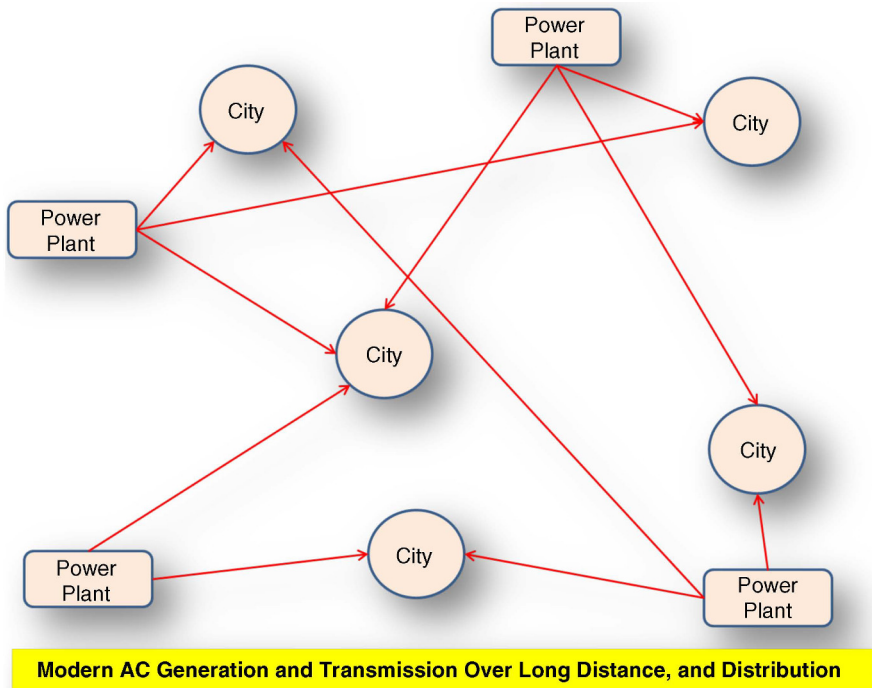 Power
Plant
City
City
Power
Plant
City
City
City
Power
Plant
Power
Plant
Modern AC Generation and Transmission Over Long Distance, and Distribution